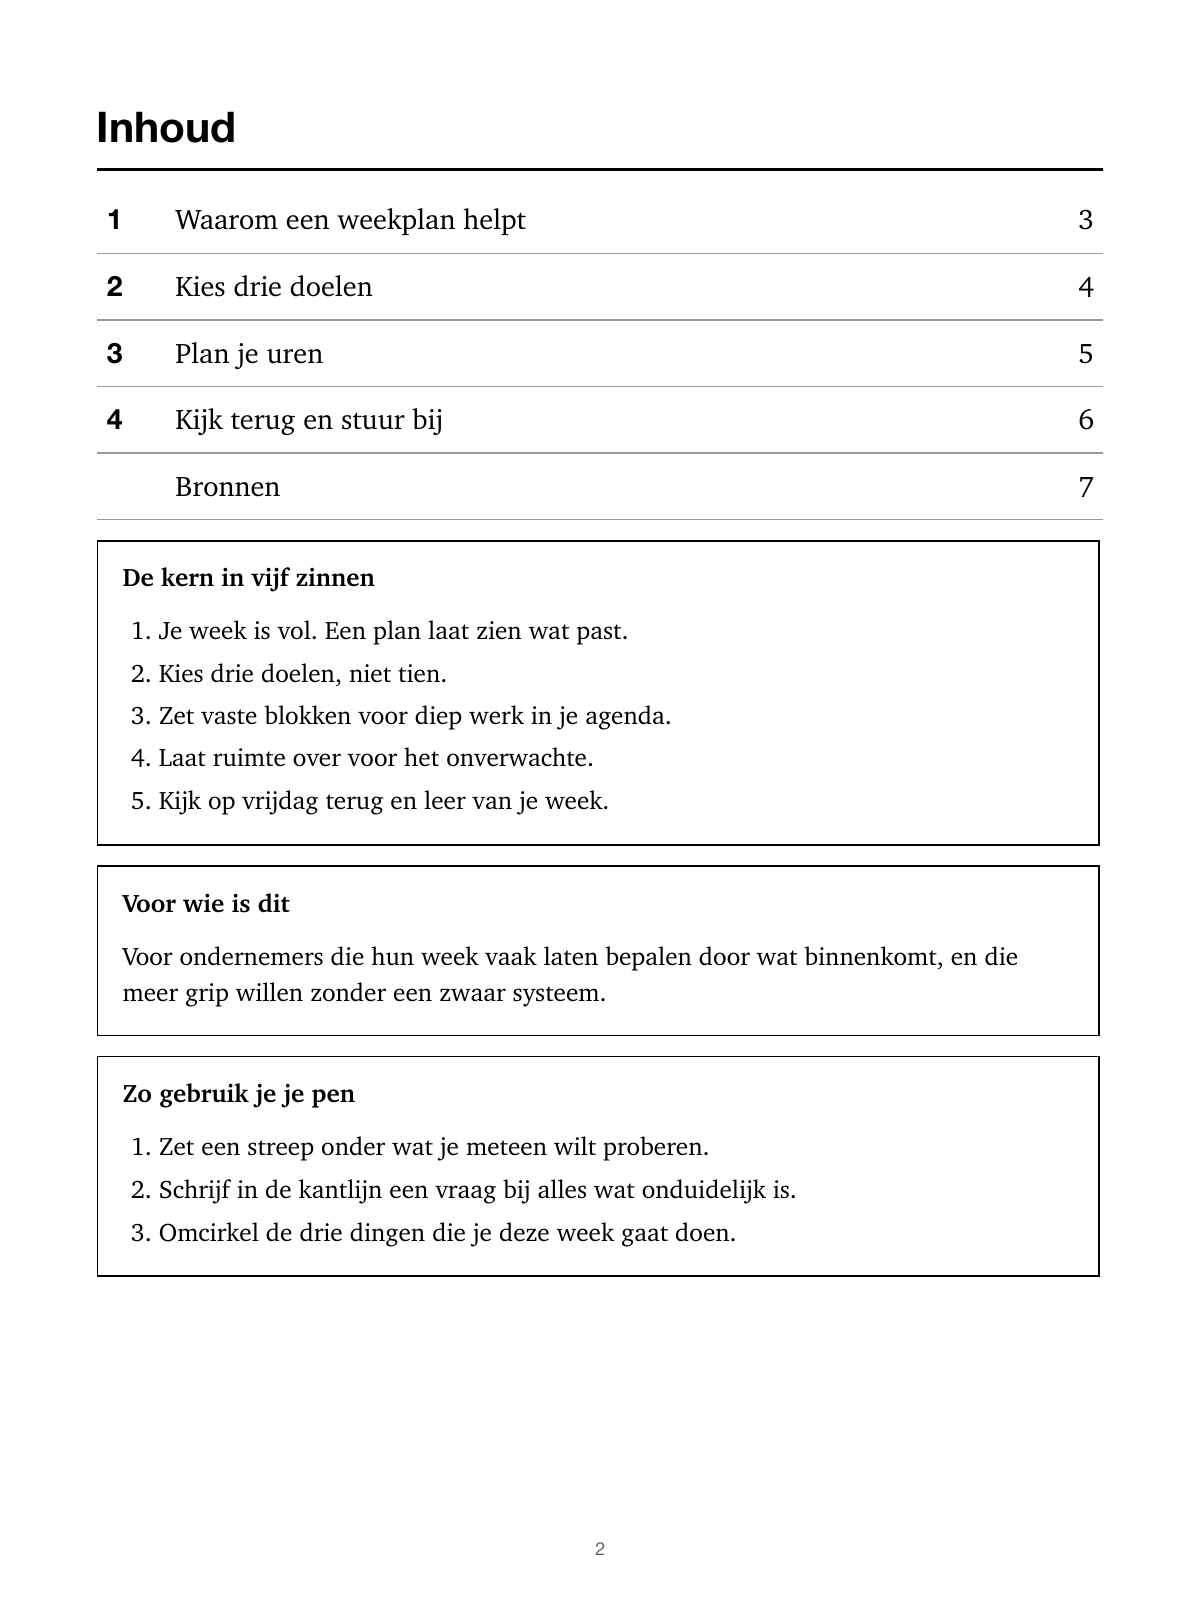 Inhoud
1 Waarom een weekplan helpt 3
2 Kies drie doelen 4
3 Plan je uren 5
4 Kijk terug en stuur bij 6
Bronnen 7
De kern in vijf zinnen
1. Je week is vol. Een plan laat zien wat past.
2. Kies drie doelen, niet tien.
3. Zet vaste blokken voor diep werk in je agenda.
4. Laat ruimte over voor het onverwachte.
5. Kijk op vrijdag terug en leer van je week.
Voor wie is dit
Voor ondernemers die hun week vaak laten bepalen door wat binnenkomt, en die
meer grip willen zonder een zwaar systeem.
Zo gebruik je je pen
1. Zet een streep onder wat je meteen wilt proberen.
2. Schrijf in de kantlijn een vraag bij alles wat onduidelijk is.
3. Omcirkel de drie dingen die je deze week gaat doen.
2